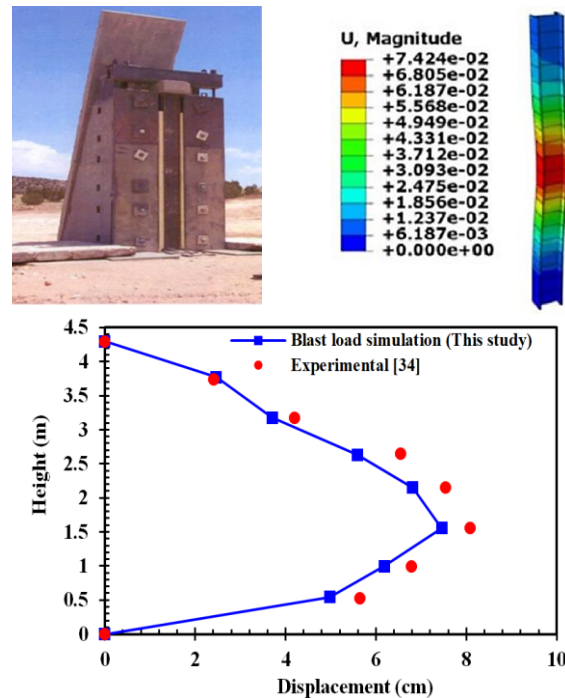 U, Magnitude
+7.424e-02
+6.805e-02
+6.187e-02
+5.568e-02
+4.949e-02
+4.331e-02
+3.712e-02
+3.093e-02
+2.475e-02
+1.856e-02
+1.237e-02
+6.187e-03
+0.000e+00
Blast load simulation (This study)
Experimental [34]
Height (m)
4.5
4
3.5
3
2.5
2
1.5
1
0.5
0
0 2 4 6 8 10
Displacement (cm)